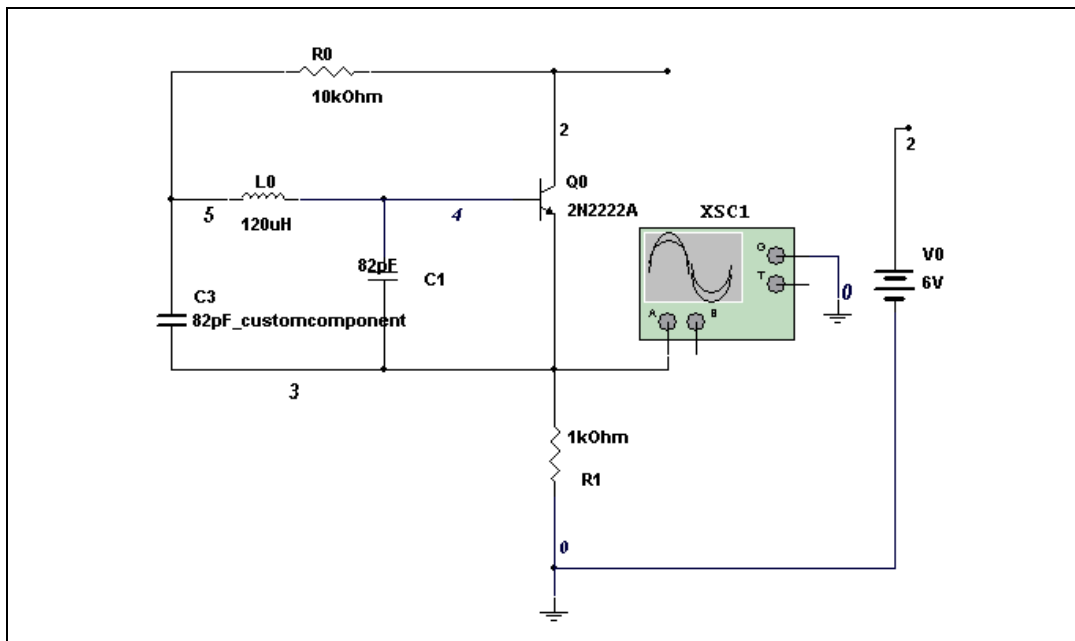 R0
10kOhm
2
2
L0
5
120uH
4
Q0
2N2222A
XSC1
G
T
A
B
0
V0
6V
82pF
C1
C3
82pF_customcomponent
3
1kOhm
R1
0